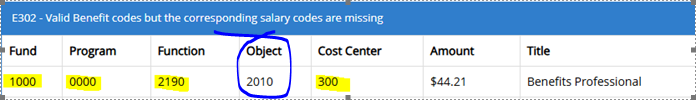 E302 - Valid Benefit codes but the corresponding salary codes are missing
Fund Program Function Object Cost Center Amount Title
1000 0000 2190 2010 300 $44.21 Benefits Professional